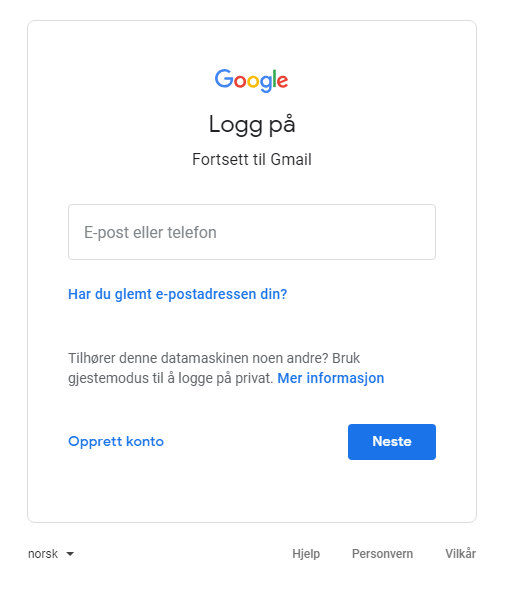 Google
Logg på
Fortsett til Gmail
E-post eller telefon
Har du glemt e-postadressen din?
Tilhører denne datamaskinen noen andre? Bruk
gjestemodus til å logge på privat. Mer informasjon
Opprett konto
Neste
norsk
Hjelp
Personvern
Vilkår